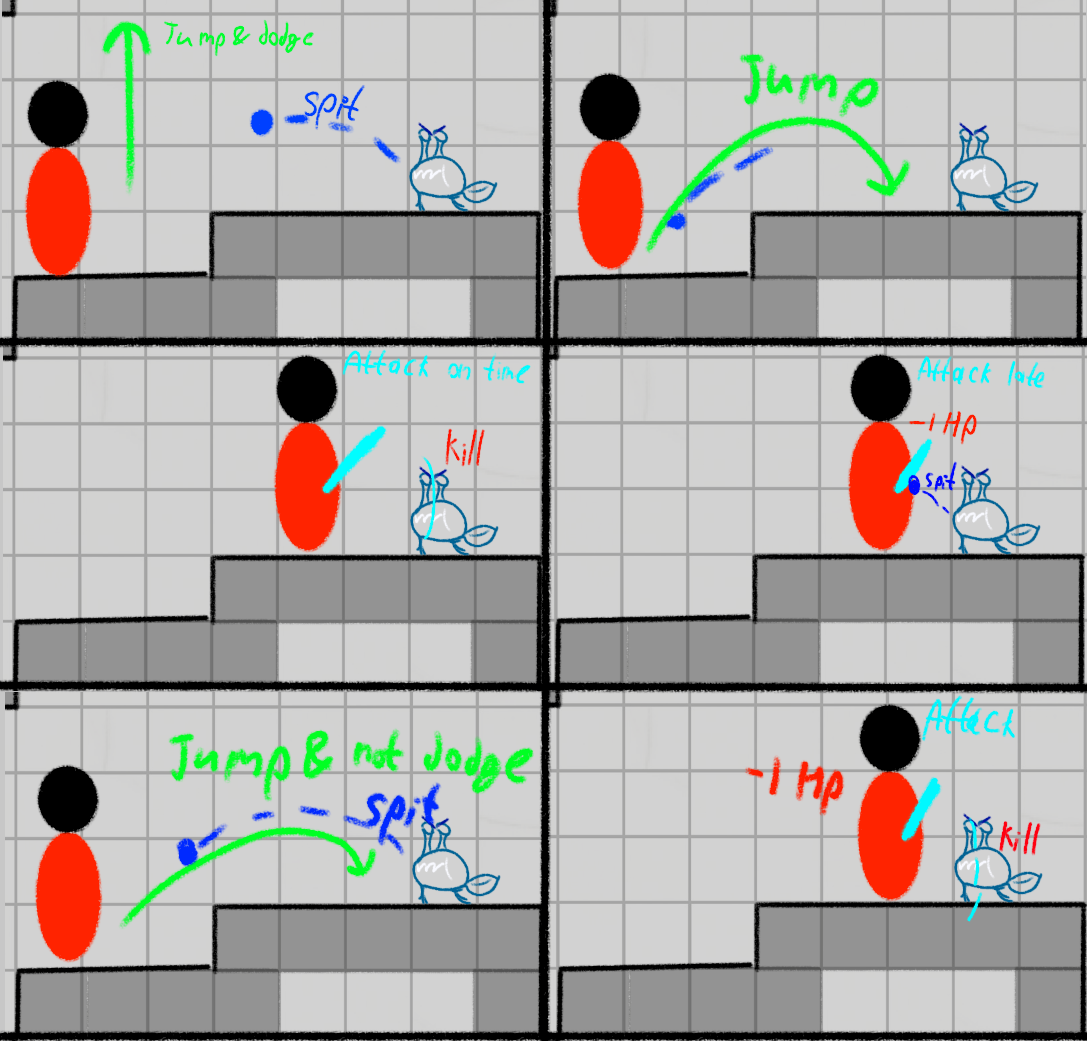 Jump & dodge
spit
Jump
Attack on time
Kill
Attack late
-1 Hp
spit
Jump & not dodge
spit
Attack
-1 Hp
Kill